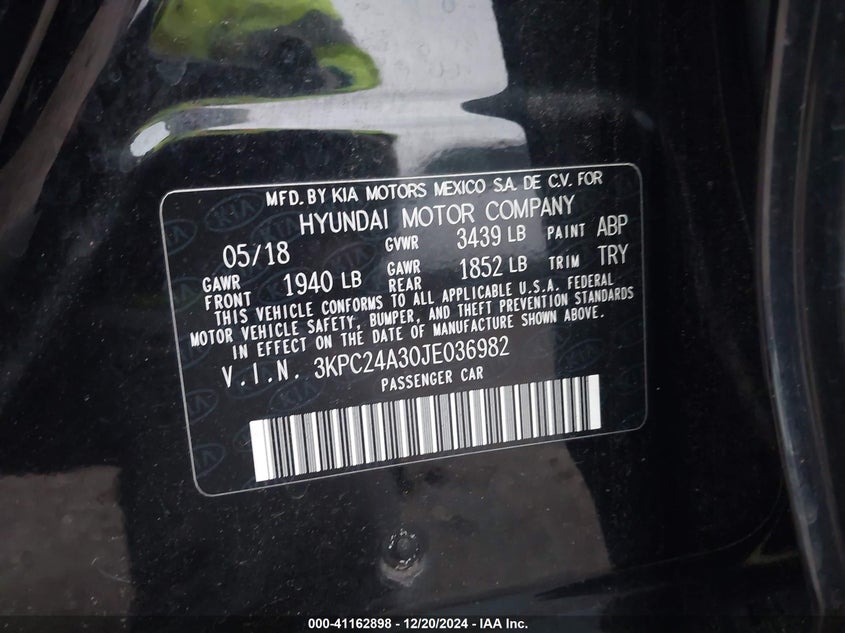 MFD. BY KIA MOTORS MEXICO S.A. DE C.V. FOR
HYUNDAI MOTOR COMPANY
05/18 GVWR 3439 LB PAINT ABP
GAWR FRONT 1940 LB GAWR REAR 1852 LB TRIM TRY
THIS VEHICLE CONFORMS TO ALL APPLICABLE U.S.A. FEDERAL
MOTOR VEHICLE SAFETY, BUMPER, AND THEFT PREVENTION STANDARDS
IN EFFECT ON THE DATE OF MANUFACTURE SHOWN ABOVE.
V.I.N. 3KPC24A30JE036982
PASSENGER CAR
000-41162898 - 12/20/2024 - IAA Inc.